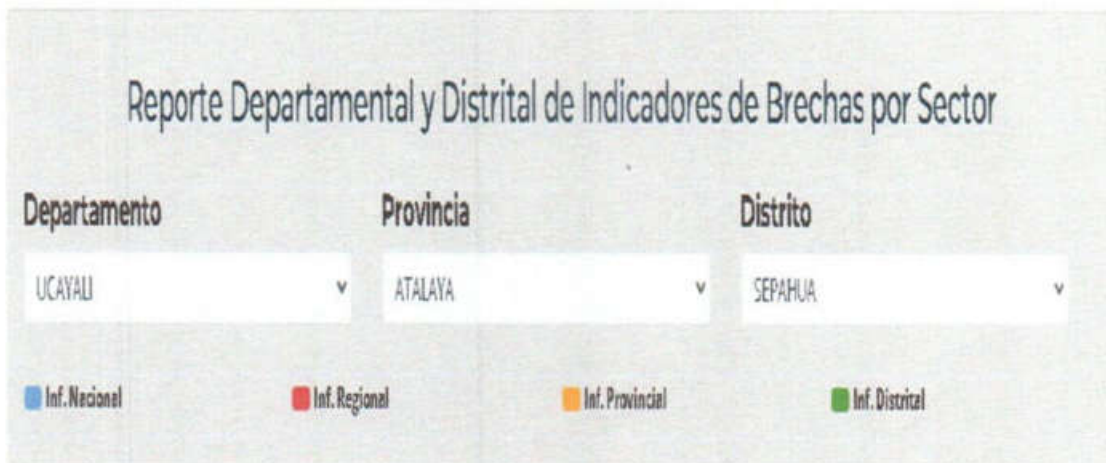 Reporte Departamental y Distrital de Indicadores de Brechas por Sector
Departamento Provincia Distrito
UCAYALI ATALAYA SEPAHUA
Inf. Nacional Inf. Regional Inf. Provincial Inf. Distrital